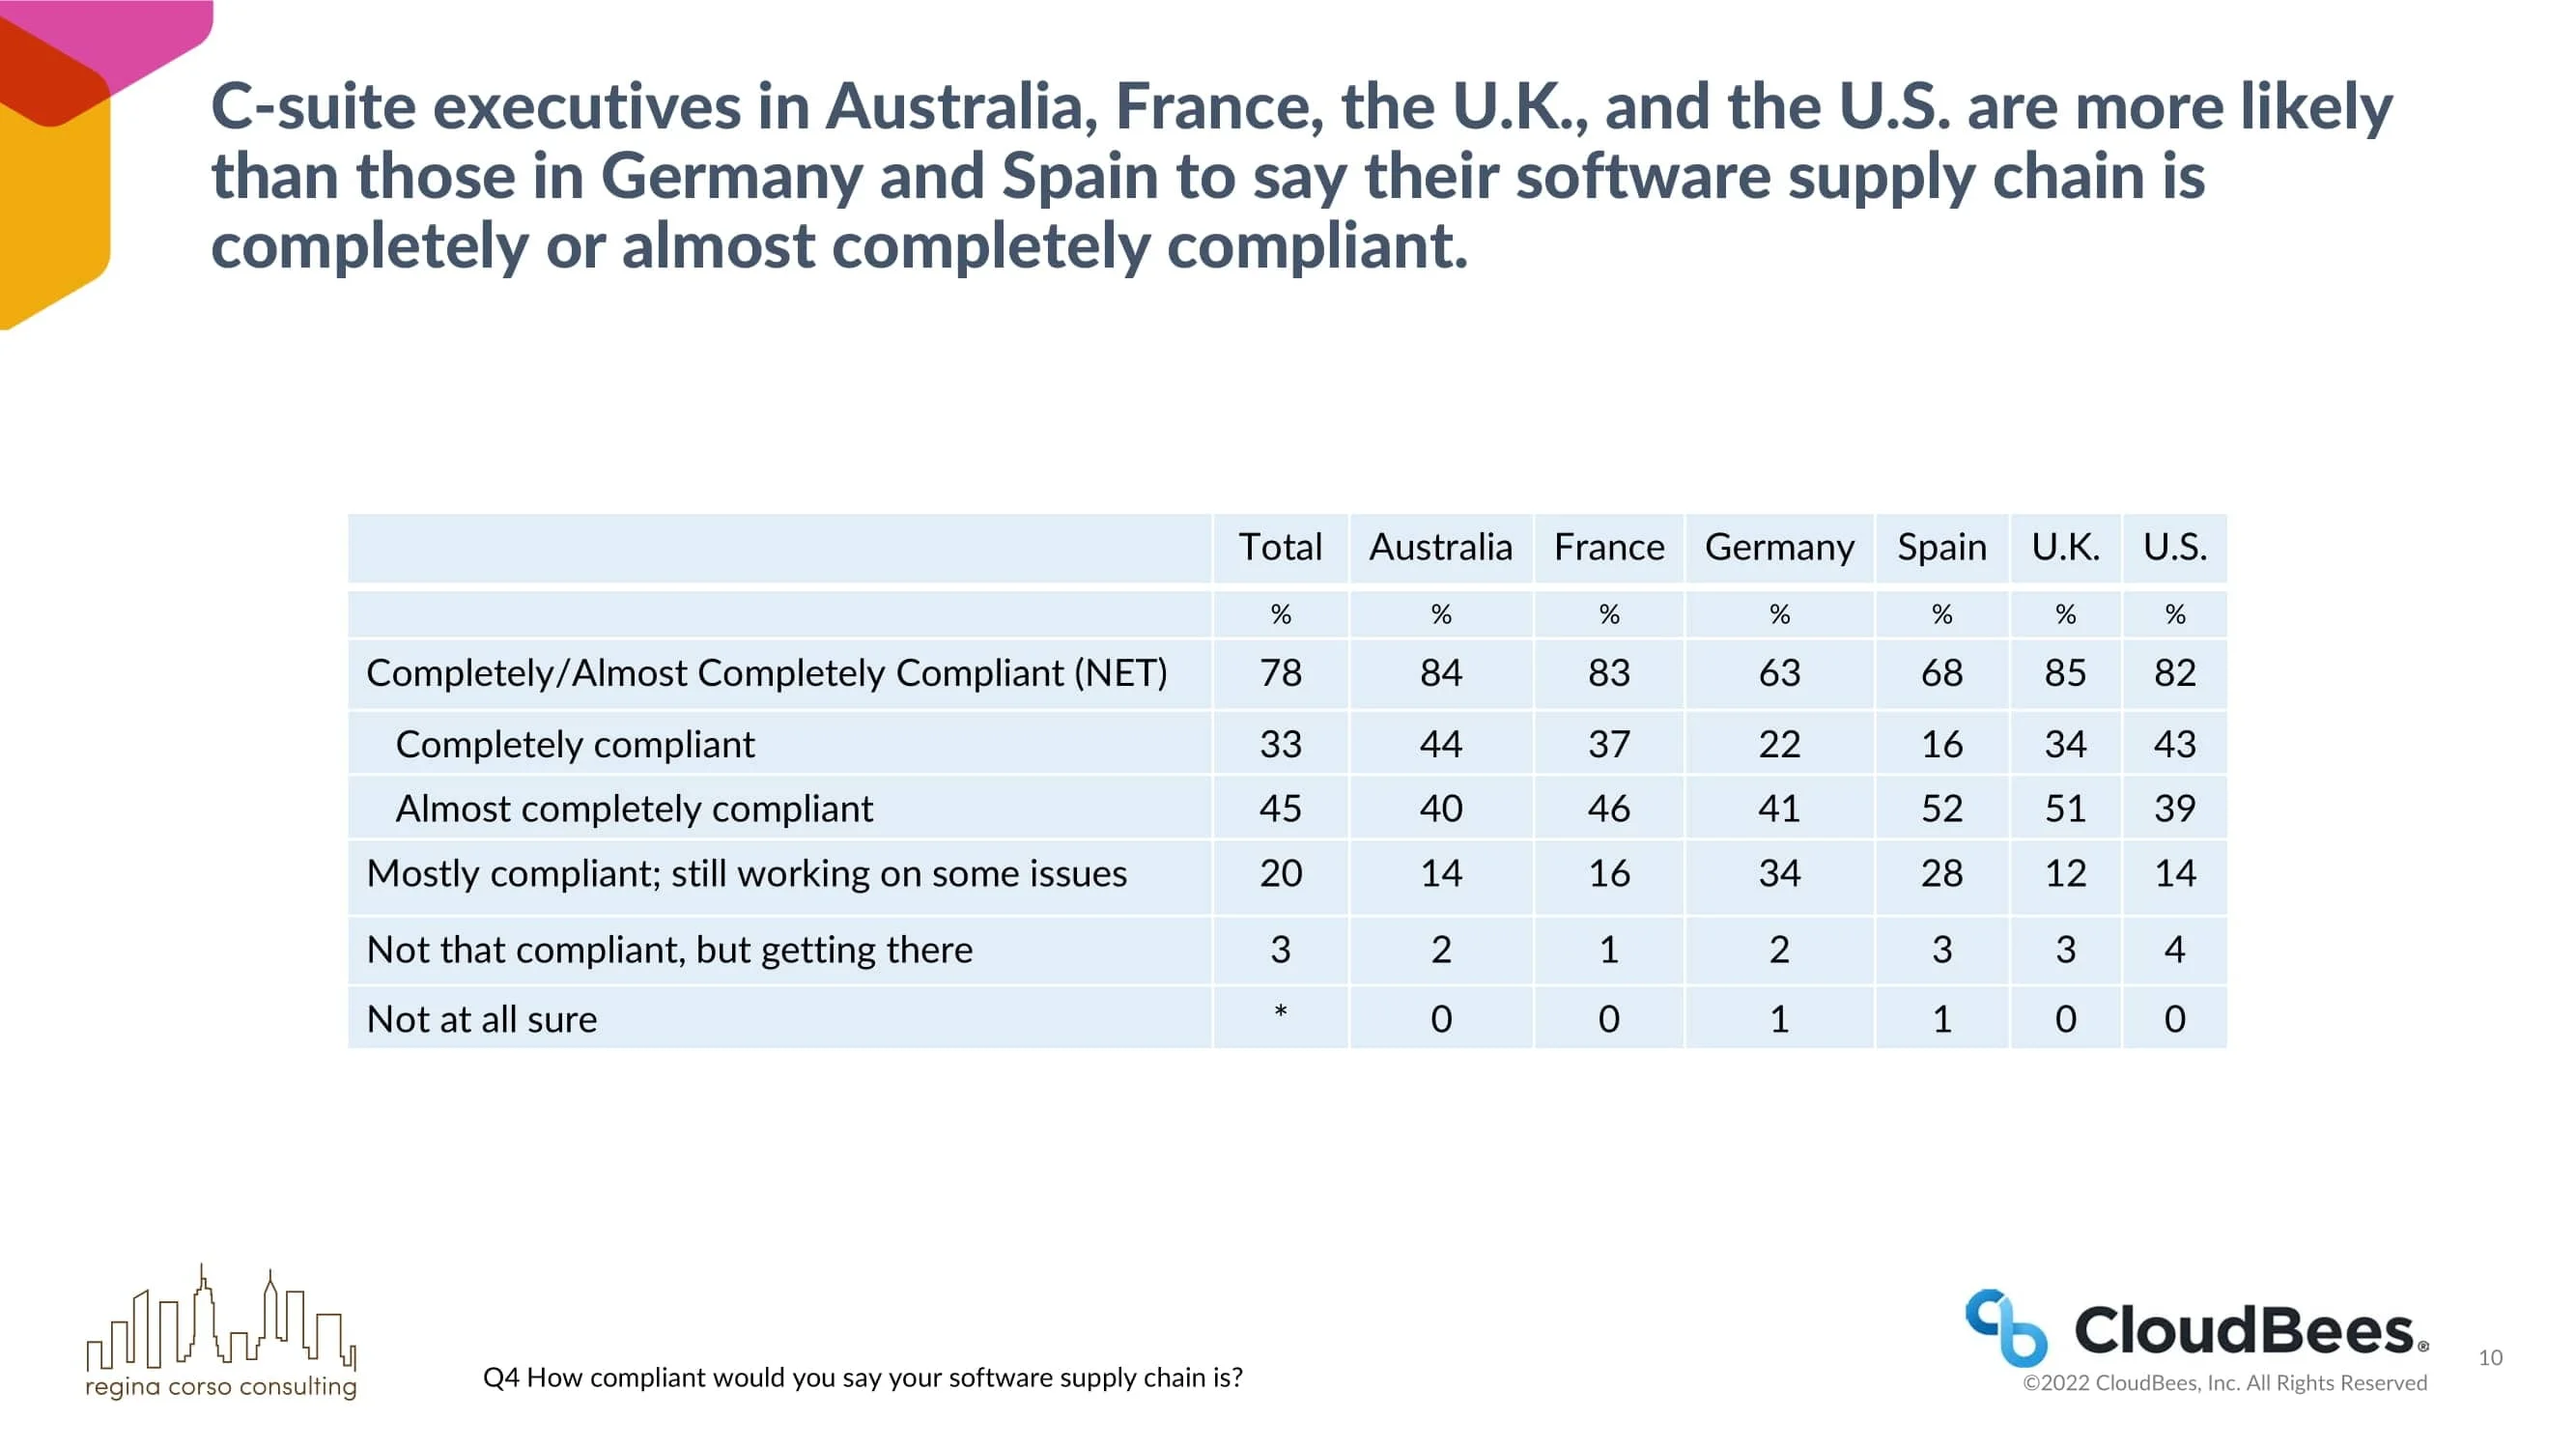 C-suite executives in Australia, France, the U.K., and the U.S. are more likely
than those in Germany and Spain to say their software supply chain is
completely or almost completely compliant.
Total Australia France Germany Spain U.K. U.S.
% % % % % % %
Completely/Almost Completely Compliant (NET) 78 84 83 63 68 85 82
Completely compliant 33 44 37 22 16 34 43
Almost completely compliant 45 40 46 41 52 51 39
Mostly compliant; still working on some issues 20 14 16 34 28 12 14
Not that compliant, but getting there 3 2 1 2 3 3 4
Not at all sure * 0 0 1 1 0 0
regina corso consulting
Q4 How compliant would you say your software supply chain is?
CloudBees®
©2022 CloudBees, Inc. All Rights Reserved
10